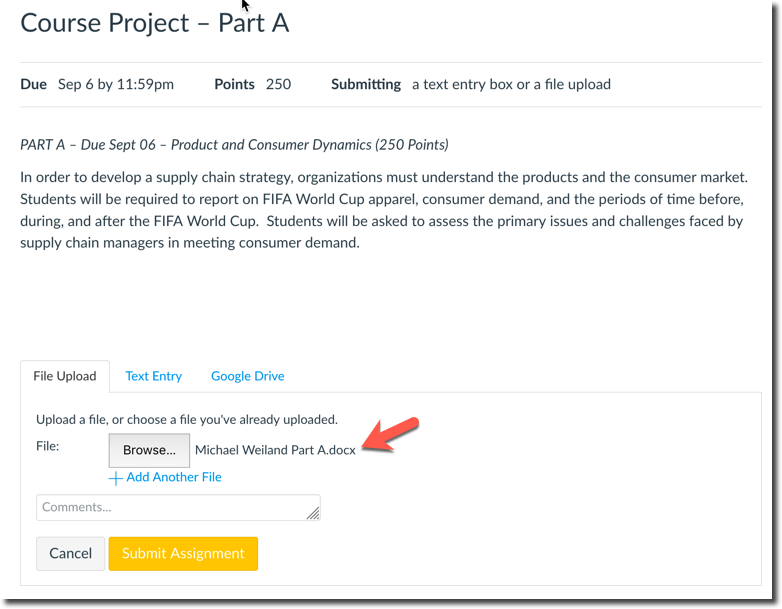 Course Project – Part A
Due Sep 6 by 11:59pm Points 250 Submitting a text entry box or a file upload
PART A – Due Sept 06 – Product and Consumer Dynamics (250 Points)
In order to develop a supply chain strategy, organizations must understand the products and the consumer market.
Students will be required to report on FIFA World Cup apparel, consumer demand, and the periods of time before,
during, and after the FIFA World Cup.  Students will be asked to assess the primary issues and challenges faced by
supply chain managers in meeting consumer demand.
File Upload Text Entry Google Drive
Upload a file, or choose a file you've already uploaded.
File: Browse... Michael Weiland Part A.docx
+ Add Another File
Comments...
Cancel Submit Assignment